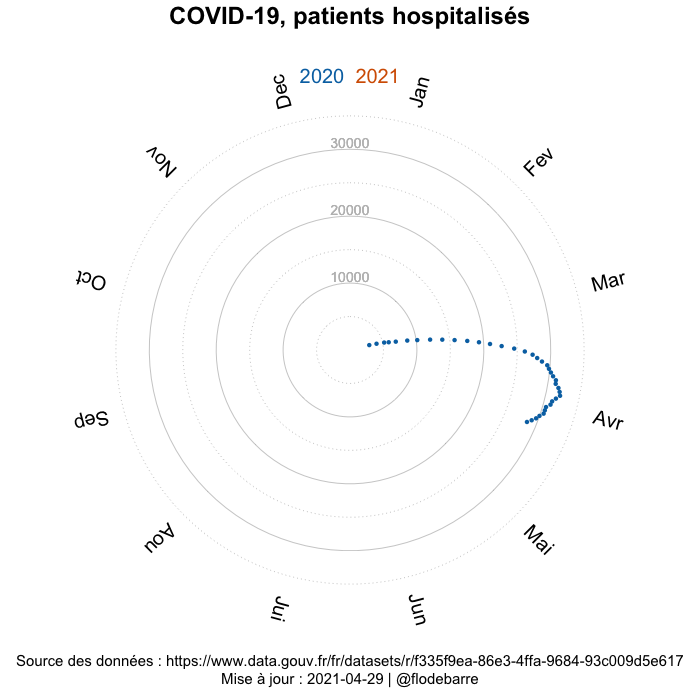 COVID-19, patients hospitalisés
2020 2021
Jan
Fev
Mar
Avr
Mai
Jun
Jui
Aou
Sep
Oct
Nov
Dec
30000
20000
10000
Source des données : https://www.data.gouv.fr/fr/datasets/r/f335f9ea-86e3-4ffa-9684-93c009d5e617
Mise à jour : 2021-04-29 | @flodebarre